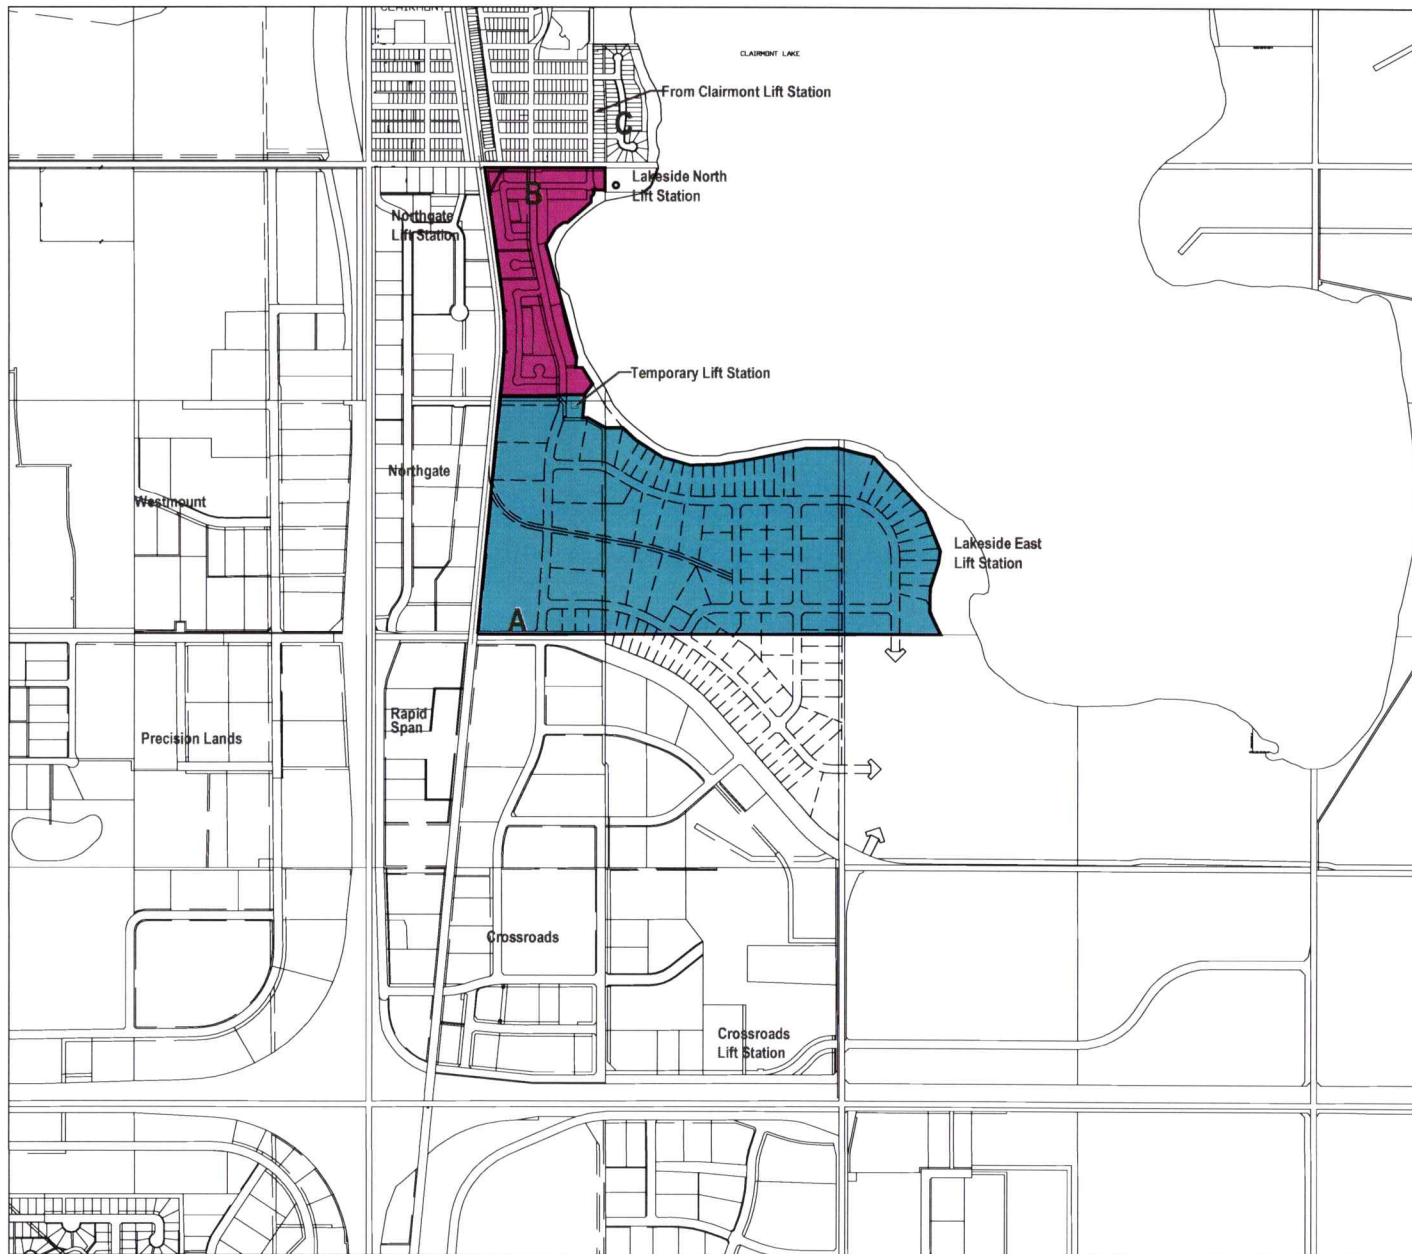 CLAIRMONT
CLAIRMONT LAKE
From Clairmont Lift Station
C
Lakeside North
Lift Station
B
Northgate
Lift Station
Temporary Lift Station
Northgate
Westmount
Lakeside East
Lift Station
A
Rapid
Span
Precision Lands
Crossroads
Crossroads
Lift Station